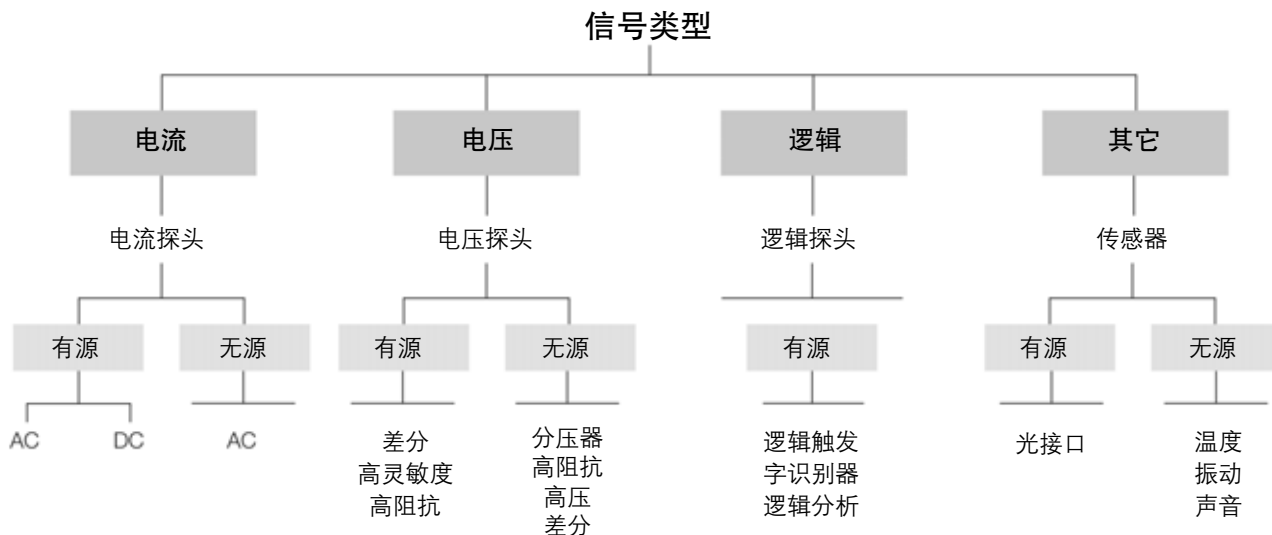 信号类型
电流
电压
逻辑
其它
电流探头
电压探头
逻辑探头
传感器
有源
无源
有源
无源
有源
有源
无源
AC
DC
AC
差分
高灵敏度
高阻抗
分压器
高阻抗
高压
差分
逻辑触发
字识别器
逻辑分析
光接口
温度
振动
声音